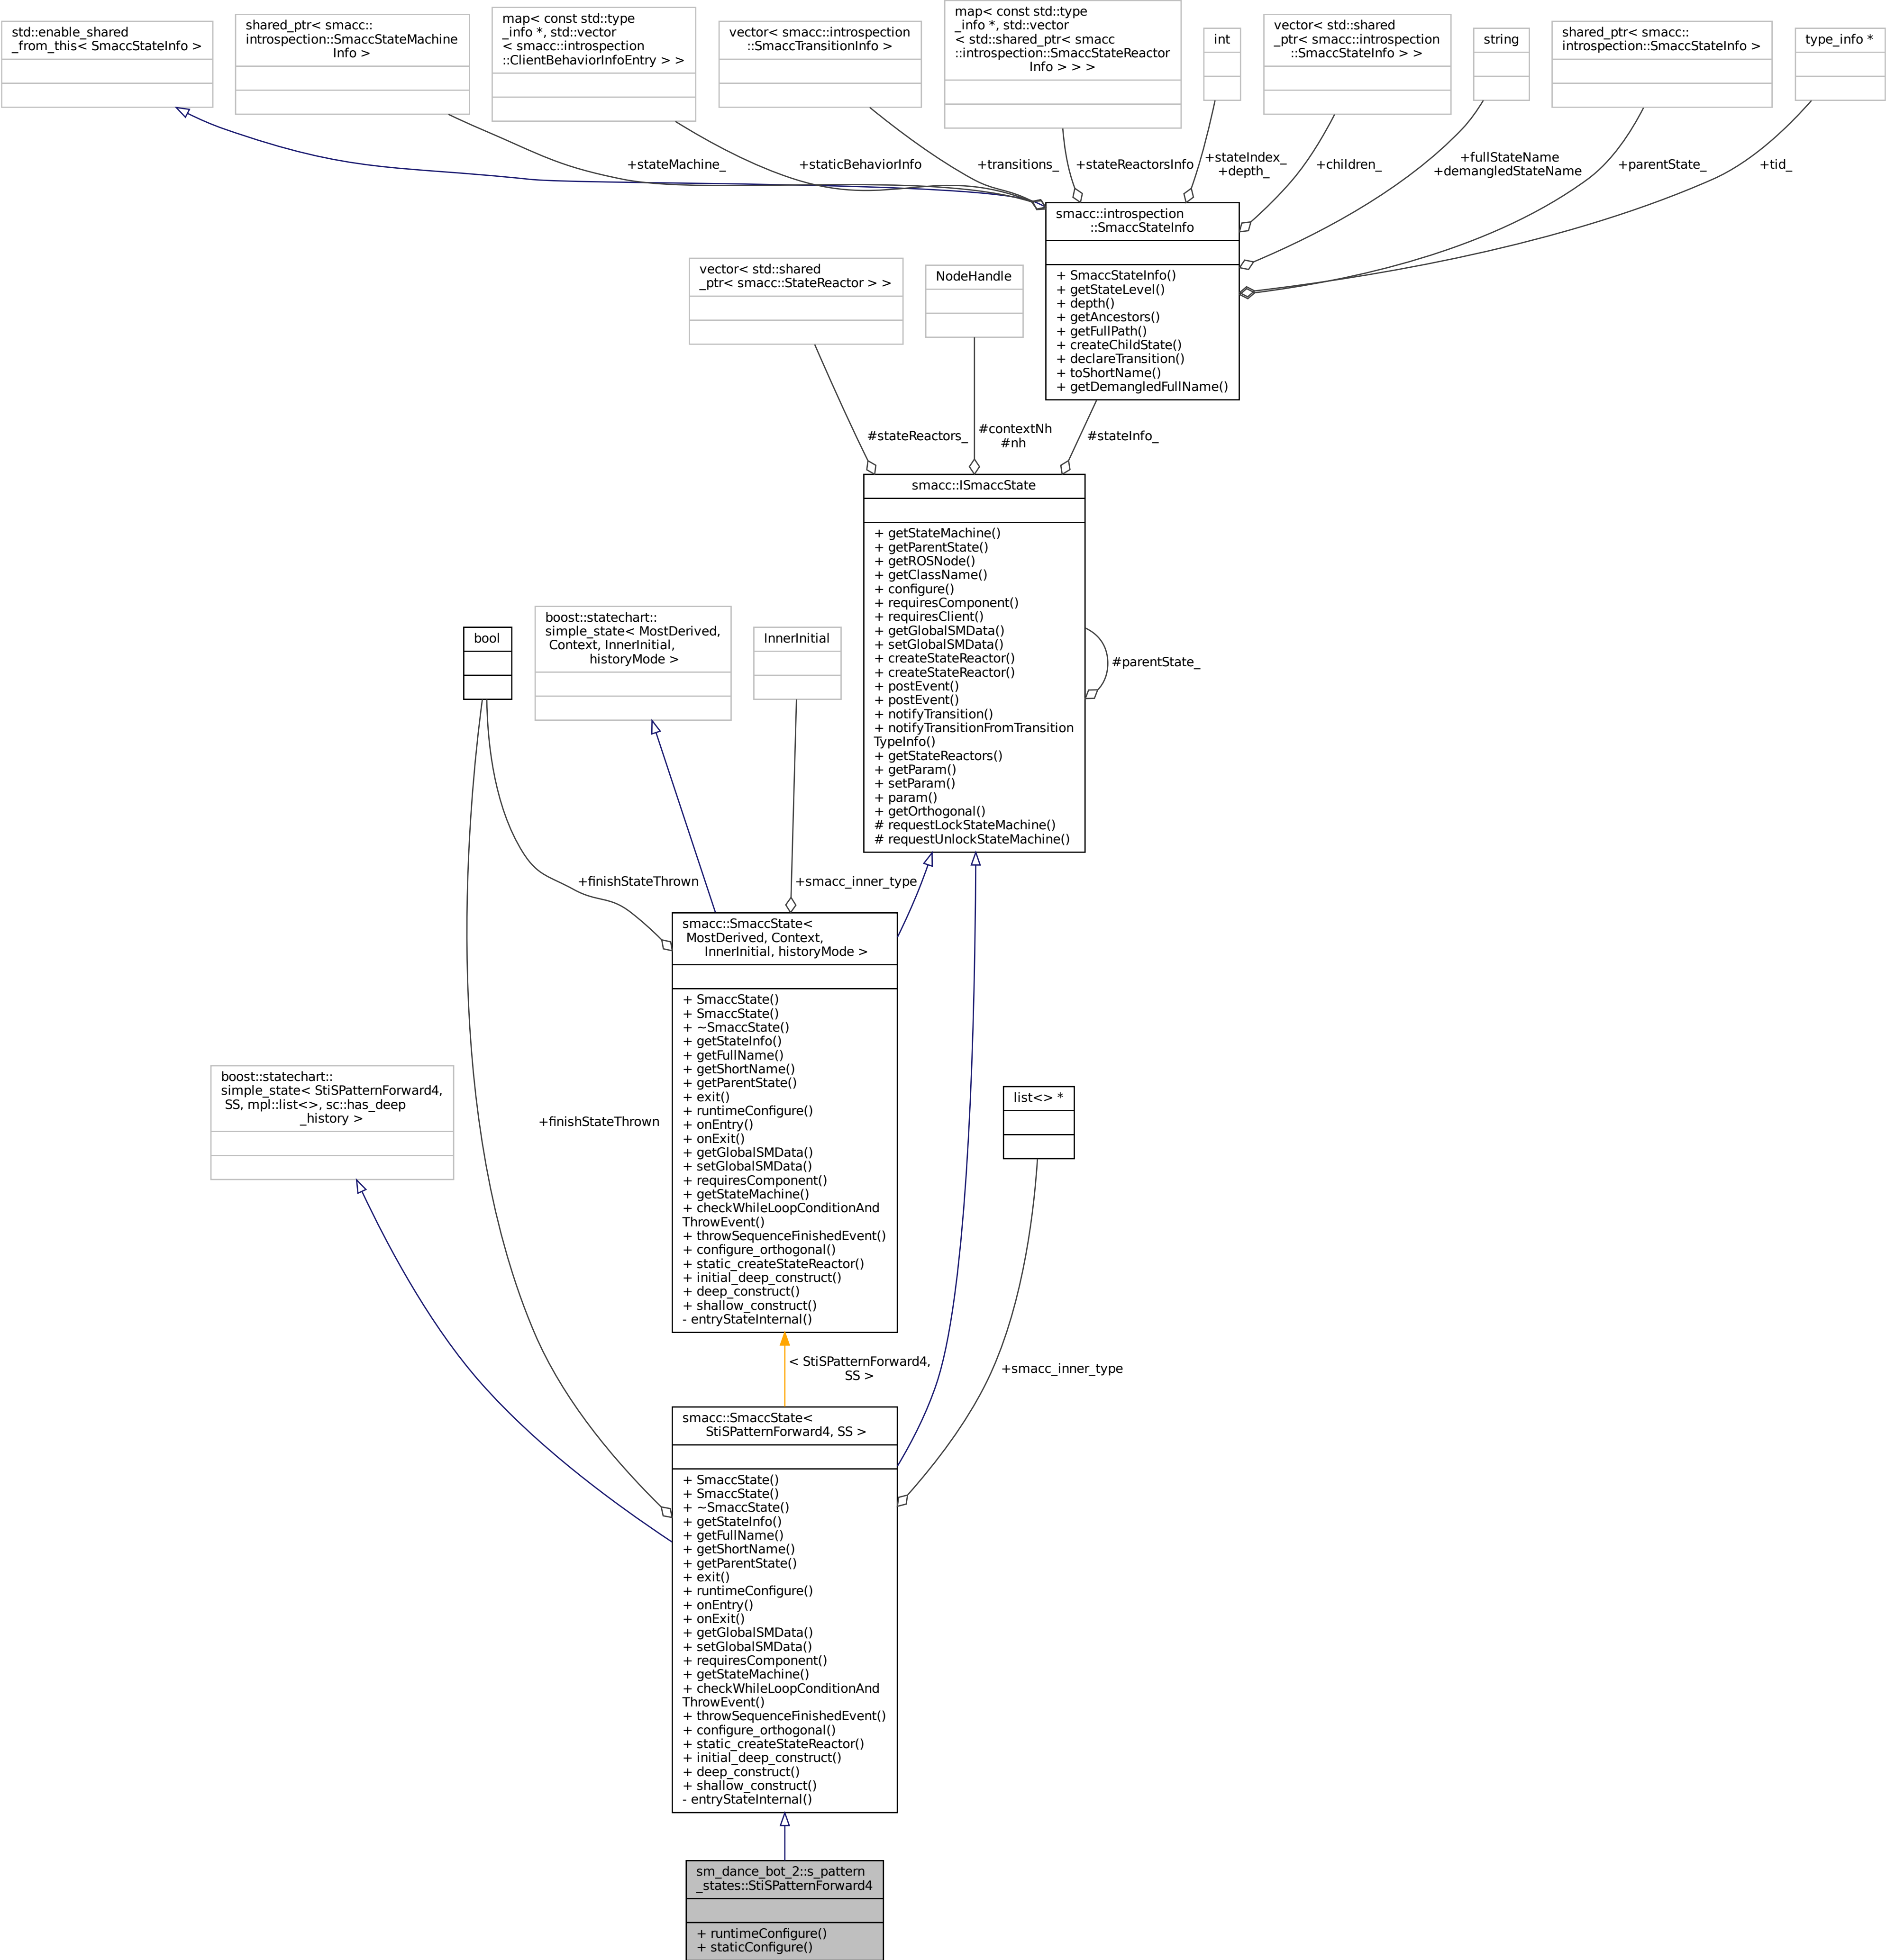 std::enable_shared
_from_this< SmaccStateInfo >
shared_ptr< smacc::
introspection::SmaccStateMachine
Info >
map< const std::type
_info *, std::vector
< smacc::introspection
::ClientBehaviorInfoEntry > >
vector< smacc::introspection
::SmaccTransitionInfo >
map< const std::type
_info *, std::vector
< std::shared_ptr< smacc
::introspection::SmaccStateReactor
Info > > >
int
vector< std::shared
_ptr< smacc::introspection
::SmaccStateInfo > >
string
shared_ptr< smacc::
introspection::SmaccStateInfo >
type_info *
+stateMachine_
+staticBehaviorInfo
+transitions_
+stateReactorsInfo
+stateIndex_
+depth_
+children_
+fullStateName
+demangledStateName
+parentState_
+tid_
smacc::introspection
::SmaccStateInfo
+ SmaccStateInfo()
+ getStateLevel()
+ depth()
+ getAncestors()
+ getFullPath()
+ createChildState()
+ declareTransition()
+ toShortName()
+ getDemangledFullName()
vector< std::shared
_ptr< smacc::StateReactor > >
NodeHandle
#stateReactors_
#contextNh
#nh
#stateInfo_
smacc::ISmaccState
+ getStateMachine()
+ getParentState()
+ getROSNode()
+ getClassName()
+ configure()
+ requiresComponent()
+ requiresClient()
+ getGlobalSMData()
+ setGlobalSMData()
+ createStateReactor()
+ createStateReactor()
+ postEvent()
+ postEvent()
+ notifyTransition()
+ notifyTransitionFromTransition
TypeInfo()
+ getStateReactors()
+ getParam()
+ setParam()
+ param()
+ getOrthogonal()
# requestLockStateMachine()
# requestUnlockStateMachine()
#parentState_
bool
boost::statechart::
simple_state< MostDerived,
Context, InnerInitial,
historyMode >
InnerInitial
+finishStateThrown
+smacc_inner_type
smacc::SmaccState<
MostDerived, Context,
InnerInitial, historyMode >
+ SmaccState()
+ SmaccState()
+ ~SmaccState()
+ getStateInfo()
+ getFullName()
+ getShortName()
+ getParentState()
+ exit()
+ runtimeConfigure()
+ onEntry()
+ onExit()
+ getGlobalSMData()
+ setGlobalSMData()
+ requiresComponent()
+ getStateMachine()
+ checkWhileLoopConditionAnd
ThrowEvent()
+ throwSequenceFinishedEvent()
+ configure_orthogonal()
+ static_createStateReactor()
+ initial_deep_construct()
+ deep_construct()
+ shallow_construct()
- entryStateInternal()
boost::statechart::
simple_state< StiSPatternForward4,
SS, mpl::list<>, sc::has_deep
_history >
+finishStateThrown
list<> *
< StiSPatternForward4,
SS >
+smacc_inner_type
smacc::SmaccState<
StiSPatternForward4, SS >
+ SmaccState()
+ SmaccState()
+ ~SmaccState()
+ getStateInfo()
+ getFullName()
+ getShortName()
+ getParentState()
+ exit()
+ runtimeConfigure()
+ onEntry()
+ onExit()
+ getGlobalSMData()
+ setGlobalSMData()
+ requiresComponent()
+ getStateMachine()
+ checkWhileLoopConditionAnd
ThrowEvent()
+ throwSequenceFinishedEvent()
+ configure_orthogonal()
+ static_createStateReactor()
+ initial_deep_construct()
+ deep_construct()
+ shallow_construct()
- entryStateInternal()
sm_dance_bot_2::s_pattern
_states::StiSPatternForward4
+ runtimeConfigure()
+ staticConfigure()